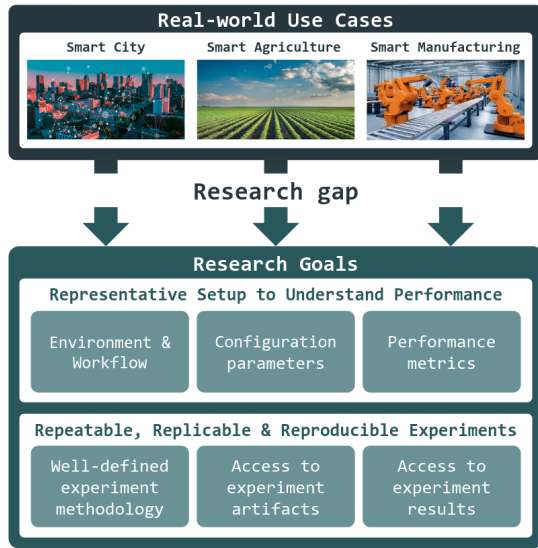 Real-world Use Cases
Smart City
Smart Agriculture
Smart Manufacturing
Research gap
Research Goals
Representative Setup to Understand Performance
Environment &
Workflow
Configuration
parameters
Performance
metrics
Repeatable, Replicable & Reproducible Experiments
Well-defined
experiment
methodology
Access to
experiment
artifacts
Access to
experiment
results